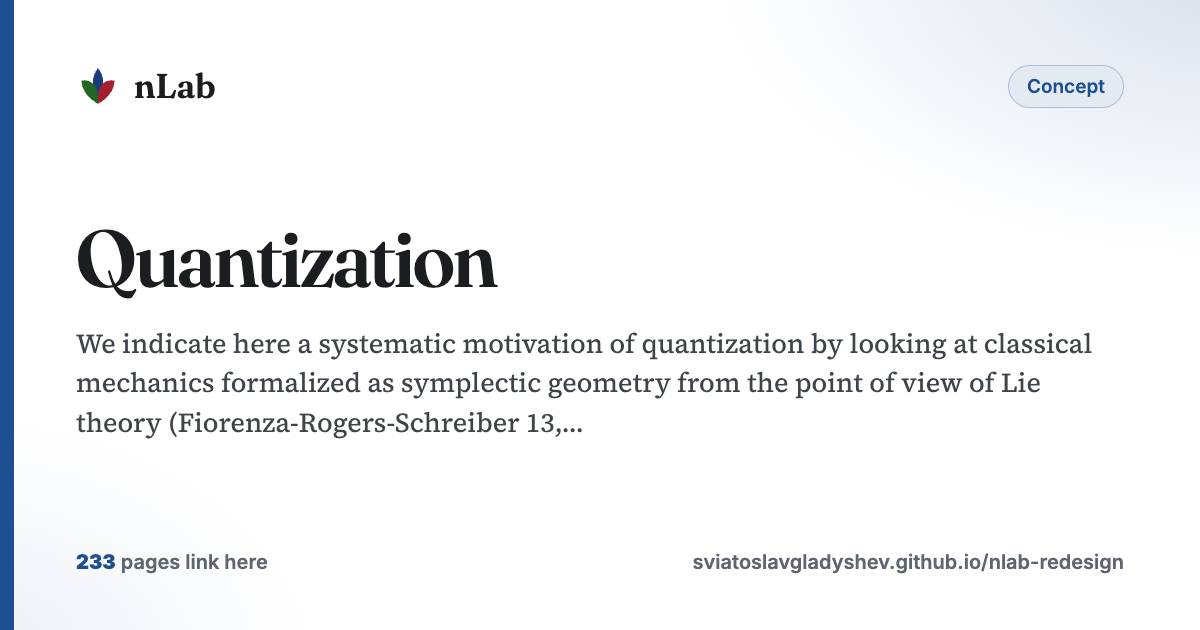 nLab
Concept
Quantization
We indicate here a systematic motivation of quantization by looking at classical
mechanics formalized as symplectic geometry from the point of view of Lie
theory (Fiorenza-Rogers-Schreiber 13,...
233 pages link here
sviatoslavgladyshev.github.io/nlab-redesign